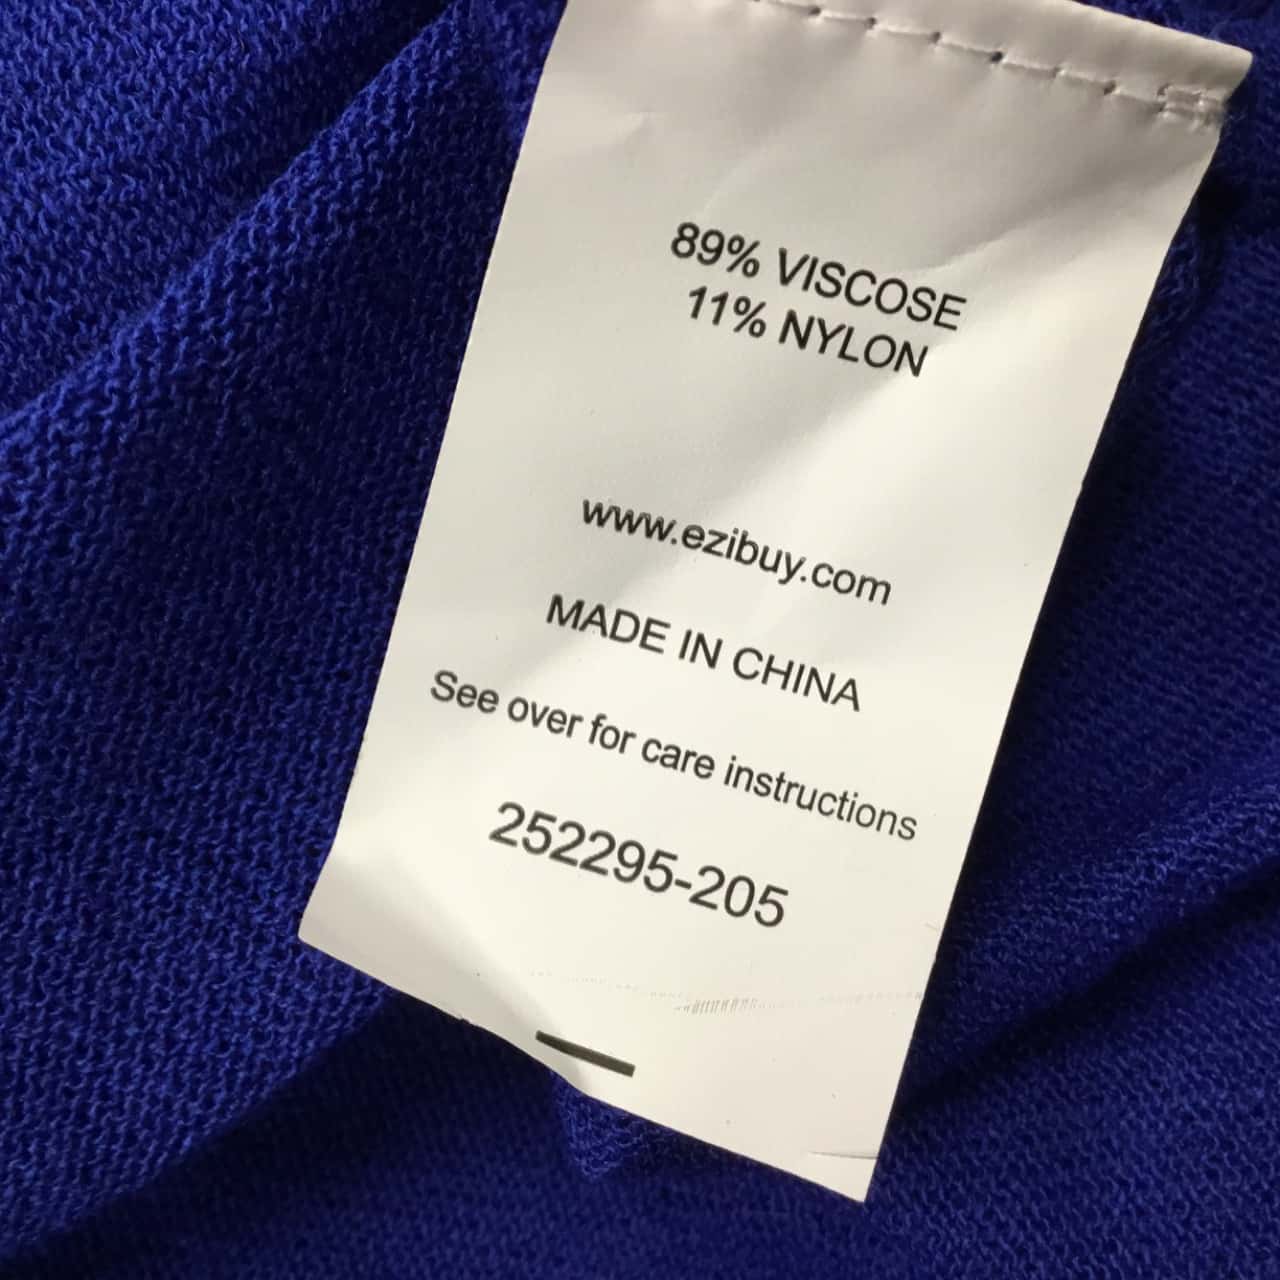 89% VISCOSE
11% NYLON
www.ezibuy.com
MADE IN CHINA
See over for care instructions
252295-205